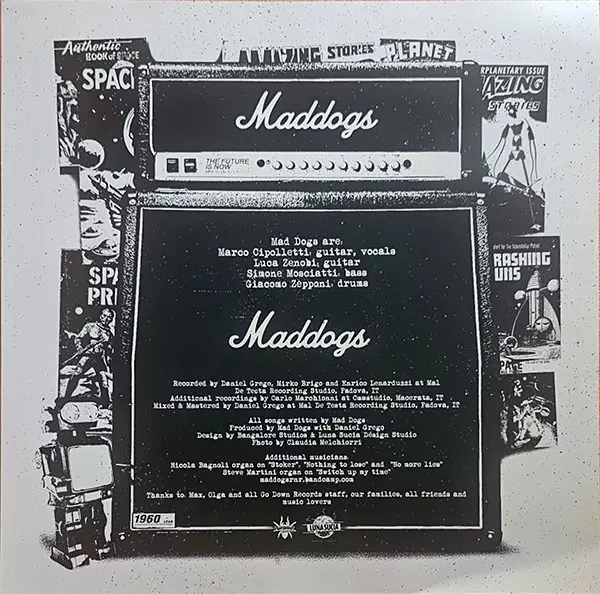 Authentic
BOOK of SPACE
SPAC
AMAZING STORIES
PLANET
RPLANETARY ISSUE
AZING
STORIES
Maddogs
THE FUTURE
IS NOW
Mad Dogs are:
Marco Cipolletti: guitar, vocals
Luca Zenobi: guitar
Simone Mosciatti: bass
Giacomo Zepponi: drums
Maddogs
SPA
PRI
RASHING
UNS
Recorded by Daniel Grego, Mirko Brigo and Enrico Lenarduzzi at Mal
De Testa Recording Studio, Padova, IT
Additional recordings by Carlo Marchionni at Cmsstudio, Macerata, IT
Mixed & Mastered by Daniel Grego at Mal De Testa Recording Studio, Padova, IT
All songs written by Mad Dogs
Produced by Mad Dogs with Daniel Grego
Design by Bangalore Studios & Luna Sucia Design Studio
Photo by Claudia Melchiorri
Additional musicians:
Nicola Bagnoli organ on "Stoker", "Nothing to lose" and "No more lies"
Steve Martini organ on "Switch up my time"
maddogsrnr.bandcamp.com
Thanks to: Max, Olga and all Go Down Records staff, our families, all friends and
music lovers
1960
LEAD
LUNA SUCIA